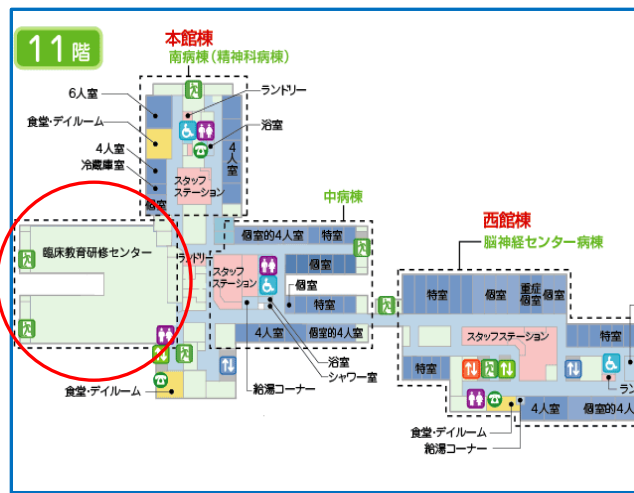 11階
本館棟
南病棟(精神科病棟)
6人室
ランドリー
食堂・デイルーム
浴室
4人室
冷蔵庫室
4人室
スタッフ
ステーション
個室
中病棟
西館棟
脳神経センター病棟
臨床教育研修センター
個室的4人室
特室
ランドリー
スタッフ
ステーション
個室
個室
特室
4人室
個室的4人室
浴室
シャワー室
給湯コーナー
食堂・デイルーム
特室
個室
重症
個室
個室
スタッフステーション
特室
特室
4人室
個室的4人
食堂・デイルーム
給湯コーナー